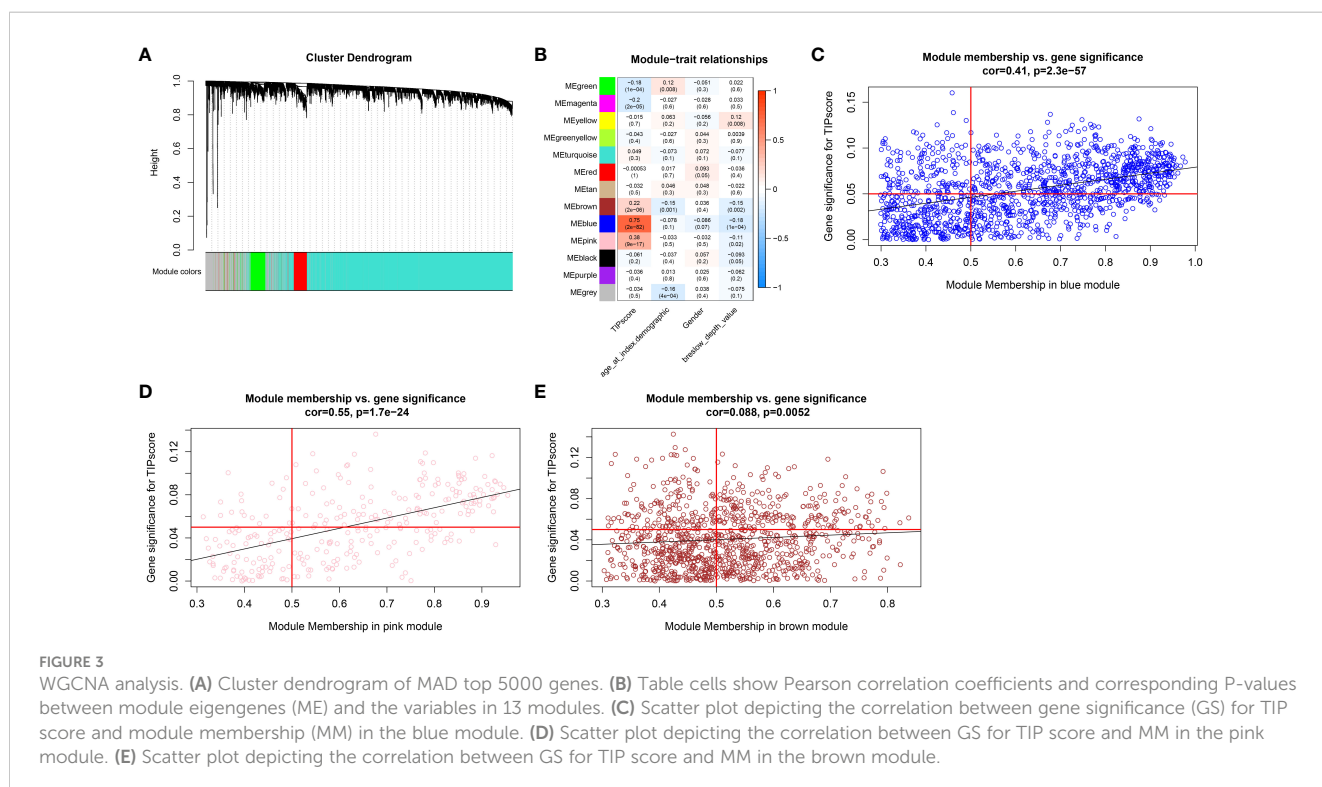 A
Cluster Dendrogram
Height
0.0
0.2
0.4
0.6
0.8
1.0
Module colors
B
Module−trait relationships
MEgreen
−0.18 0.12 −0.051 0.022
(1e−04) (0.008) (0.3) (0.6)
MEmagenta
−0.2 −0.027 −0.028 0.033
(2e−05) (0.6) (0.6) (0.5)
MEyellow
−0.015 0.063 −0.056 0.12
(0.7) (0.2) (0.2) (0.008)
MEgreenyellow
−0.043 −0.027 0.044 0.0039
(0.4) (0.6) (0.3) (0.9)
MEturquoise
0.049 −0.073 0.072 −0.077
(0.3) (0.1) (0.1) (0.1)
MEred
−0.00053 0.017 0.093 −0.036
(1) (0.7) (0.05) (0.4)
MEtan
−0.032 0.046 0.048 −0.022
(0.5) (0.3) (0.3) (0.6)
MEbrown
0.22 −0.15 0.036 −0.15
(2e−06) (0.001) (0.4) (0.002)
MEblue
0.75 −0.078 −0.086 −0.18
(2e−82) (0.1) (0.07) (1e−04)
MEpink
0.38 −0.033 −0.032 −0.11
(9e−17) (0.5) (0.5) (0.02)
MEblack
−0.061 −0.037 0.057 −0.093
(0.2) (0.4) (0.2) (0.05)
MEpurple
−0.036 0.013 0.025 −0.062
(0.4) (0.8) (0.6) (0.2)
MEgrey
−0.034 −0.16 0.038 −0.075
(0.5) (4e−04) (0.4) (0.1)
TIPscore
age_at_index.demographic
Gender
breslow_depth_value
1
0.5
0
−0.5
−1
C
Module membership vs. gene significance
cor=0.41, p=2.3e−57
Gene significance for TIPscore
0.00
0.05
0.10
0.15
0.3 0.4 0.5 0.6 0.7 0.8 0.9 1.0
Module Membership in blue module
D
Module membership vs. gene significance
cor=0.55, p=1.7e−24
Gene significance for TIPscore
0.00
0.04
0.08
0.12
0.3 0.4 0.5 0.6 0.7 0.8 0.9
Module Membership in pink module
E
Module membership vs. gene significance
cor=0.088, p=0.0052
Gene significance for TIPscore
0.00
0.04
0.08
0.12
0.3 0.4 0.5 0.6 0.7 0.8
Module Membership in brown module
FIGURE 3
WGCNA analysis. (A) Cluster dendrogram of MAD top 5000 genes. (B) Table cells show Pearson correlation coefficients and corresponding P-values
between module eigengenes (ME) and the variables in 13 modules. (C) Scatter plot depicting the correlation between gene significance (GS) for TIP
score and module membership (MM) in the blue module. (D) Scatter plot depicting the correlation between GS for TIP score and MM in the pink
module. (E) Scatter plot depicting the correlation between GS for TIP score and MM in the brown module.